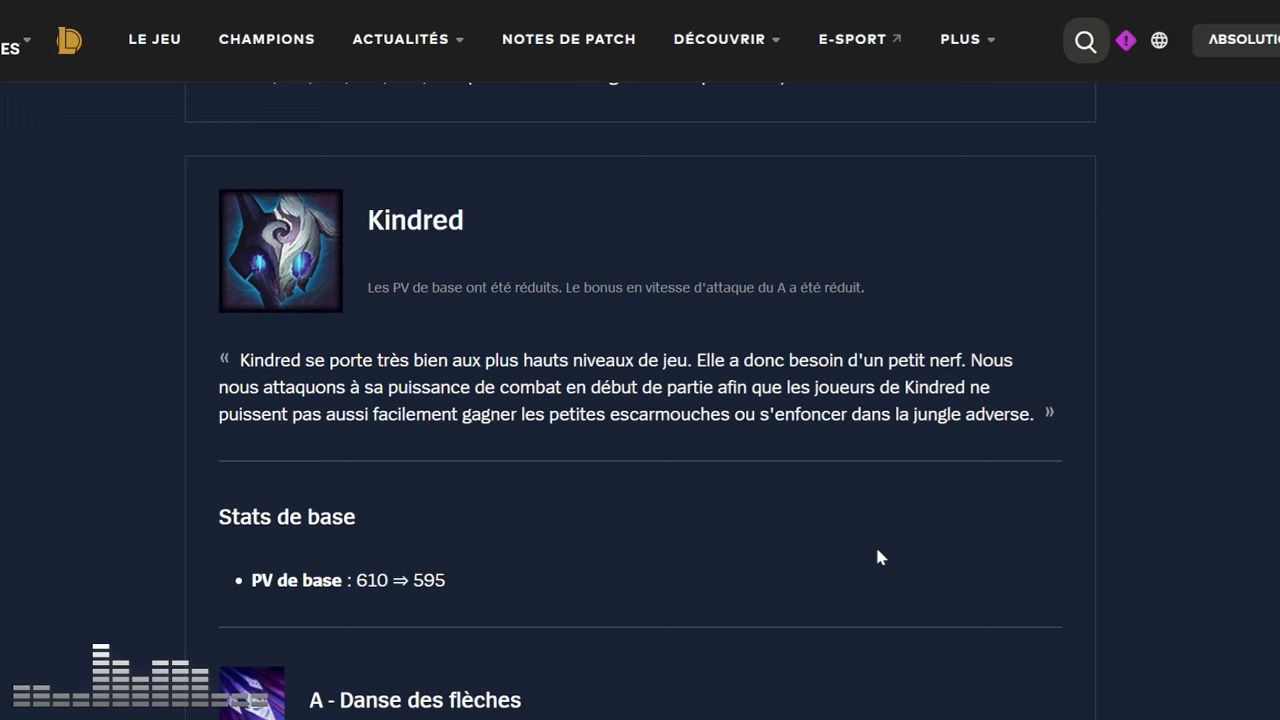 ES
LE JEU
CHAMPIONS
ACTUALITÉS
NOTES DE PATCH
DÉCOUVRIR
E-SPORT
PLUS
ABSOLUTI
Kindred
Les PV de base ont été réduits. Le bonus en vitesse d'attaque du A a été réduit.
« Kindred se porte très bien aux plus hauts niveaux de jeu. Elle a donc besoin d'un petit nerf. Nous
nous attaquons à sa puissance de combat en début de partie afin que les joueurs de Kindred ne
puissent pas aussi facilement gagner les petites escarmouches ou s'enfoncer dans la jungle adverse. »
Stats de base
• PV de base : 610 ⇒ 595
A - Danse des flèches